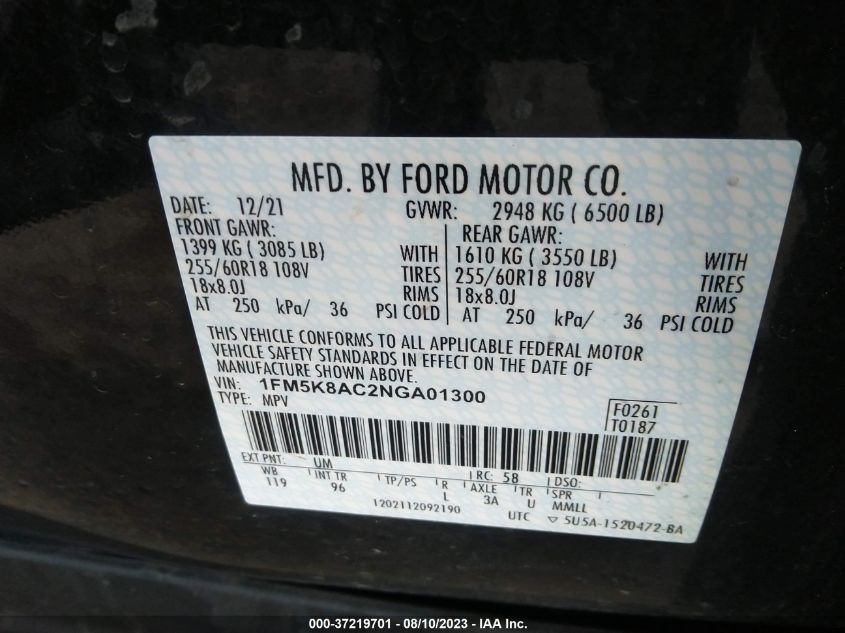 MFD. BY FORD MOTOR CO.
DATE: 12/21 GVWR: 2948 KG ( 6500 LB)
FRONT GAWR: REAR GAWR:
1399 KG ( 3085 LB) WITH 1610 KG ( 3550 LB) WITH
255/60R18 108V TIRES 255/60R18 108V TIRES
18x8.0J RIMS 18x8.0J RIMS
AT 250 kPa/ 36 PSI COLD AT 250 kPa/ 36 PSI COLD
THIS VEHICLE CONFORMS TO ALL APPLICABLE FEDERAL MOTOR
VEHICLE SAFETY STANDARDS IN EFFECT ON THE DATE OF
MANUFACTURE SHOWN ABOVE.
VIN: 1FM5K8AC2NGA01300
TYPE: MPV
F0261
T0187
EXT PNT: UM RC: 58 DSO:
WB INT TR TP/PS R AXLE TR SPR
119 96 L 3A U MMLL
1202112092190 UTC ▽ 5U5A-1520472-BA
000-37219701 - 08/10/2023 - IAA Inc.